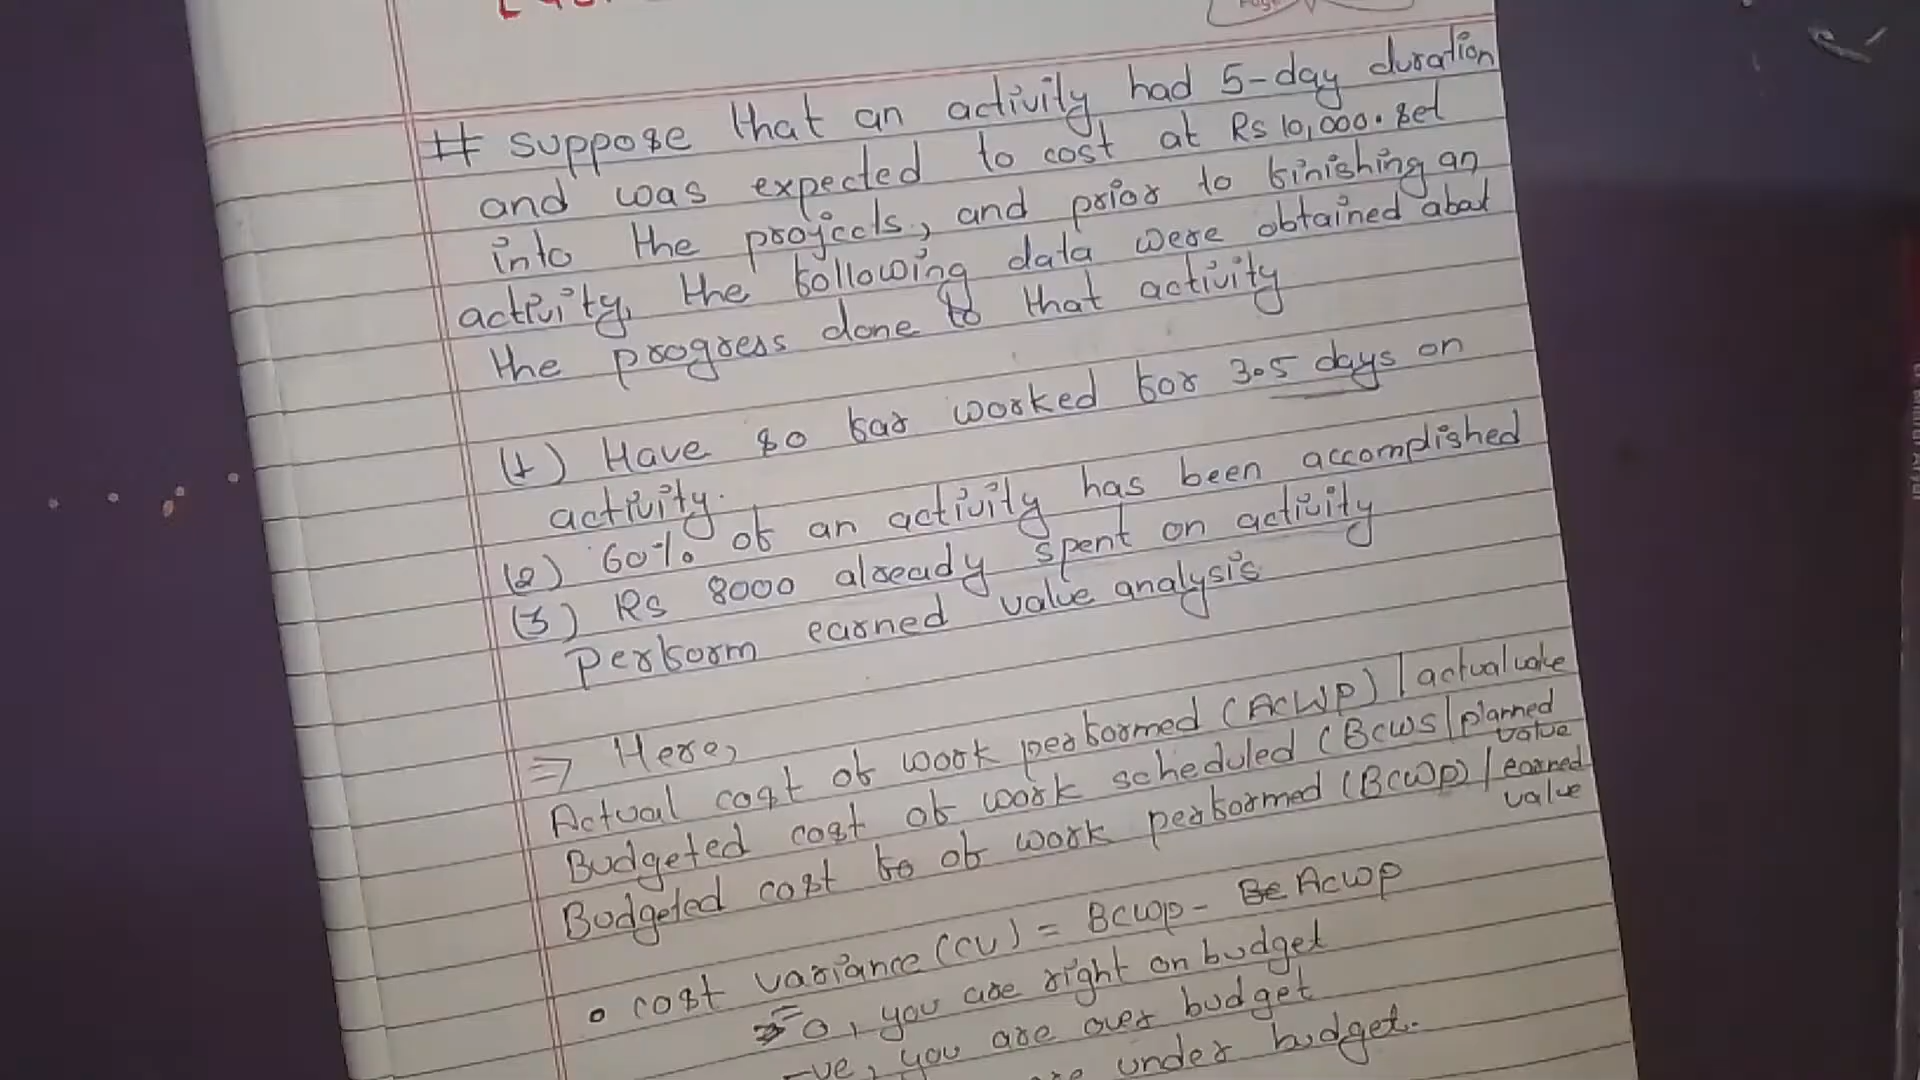 # suppose that an activity had 5-day duration
and was expected to cost at Rs 10,000. get
into the projects, and prior to finishing an
activity, the following data were obtained about
the progress done to that activity
(1) Have so far worked for 3.5 days on
activity.
(2) 60% of an activity has been accomplished
(3) Rs 8000 already spent on activity
perform earned value analysis
⇒ Here,
Actual cost of work performed (ACWP) | actual value
Budgeted cost of work scheduled (BCWS | planned value
Budgeted cost fo of work performed (BCWP) | earned value
• cost variance (CV) = BCWP - ACWP
= 0, you are right on budget
-ve, you are over budget
under budget.